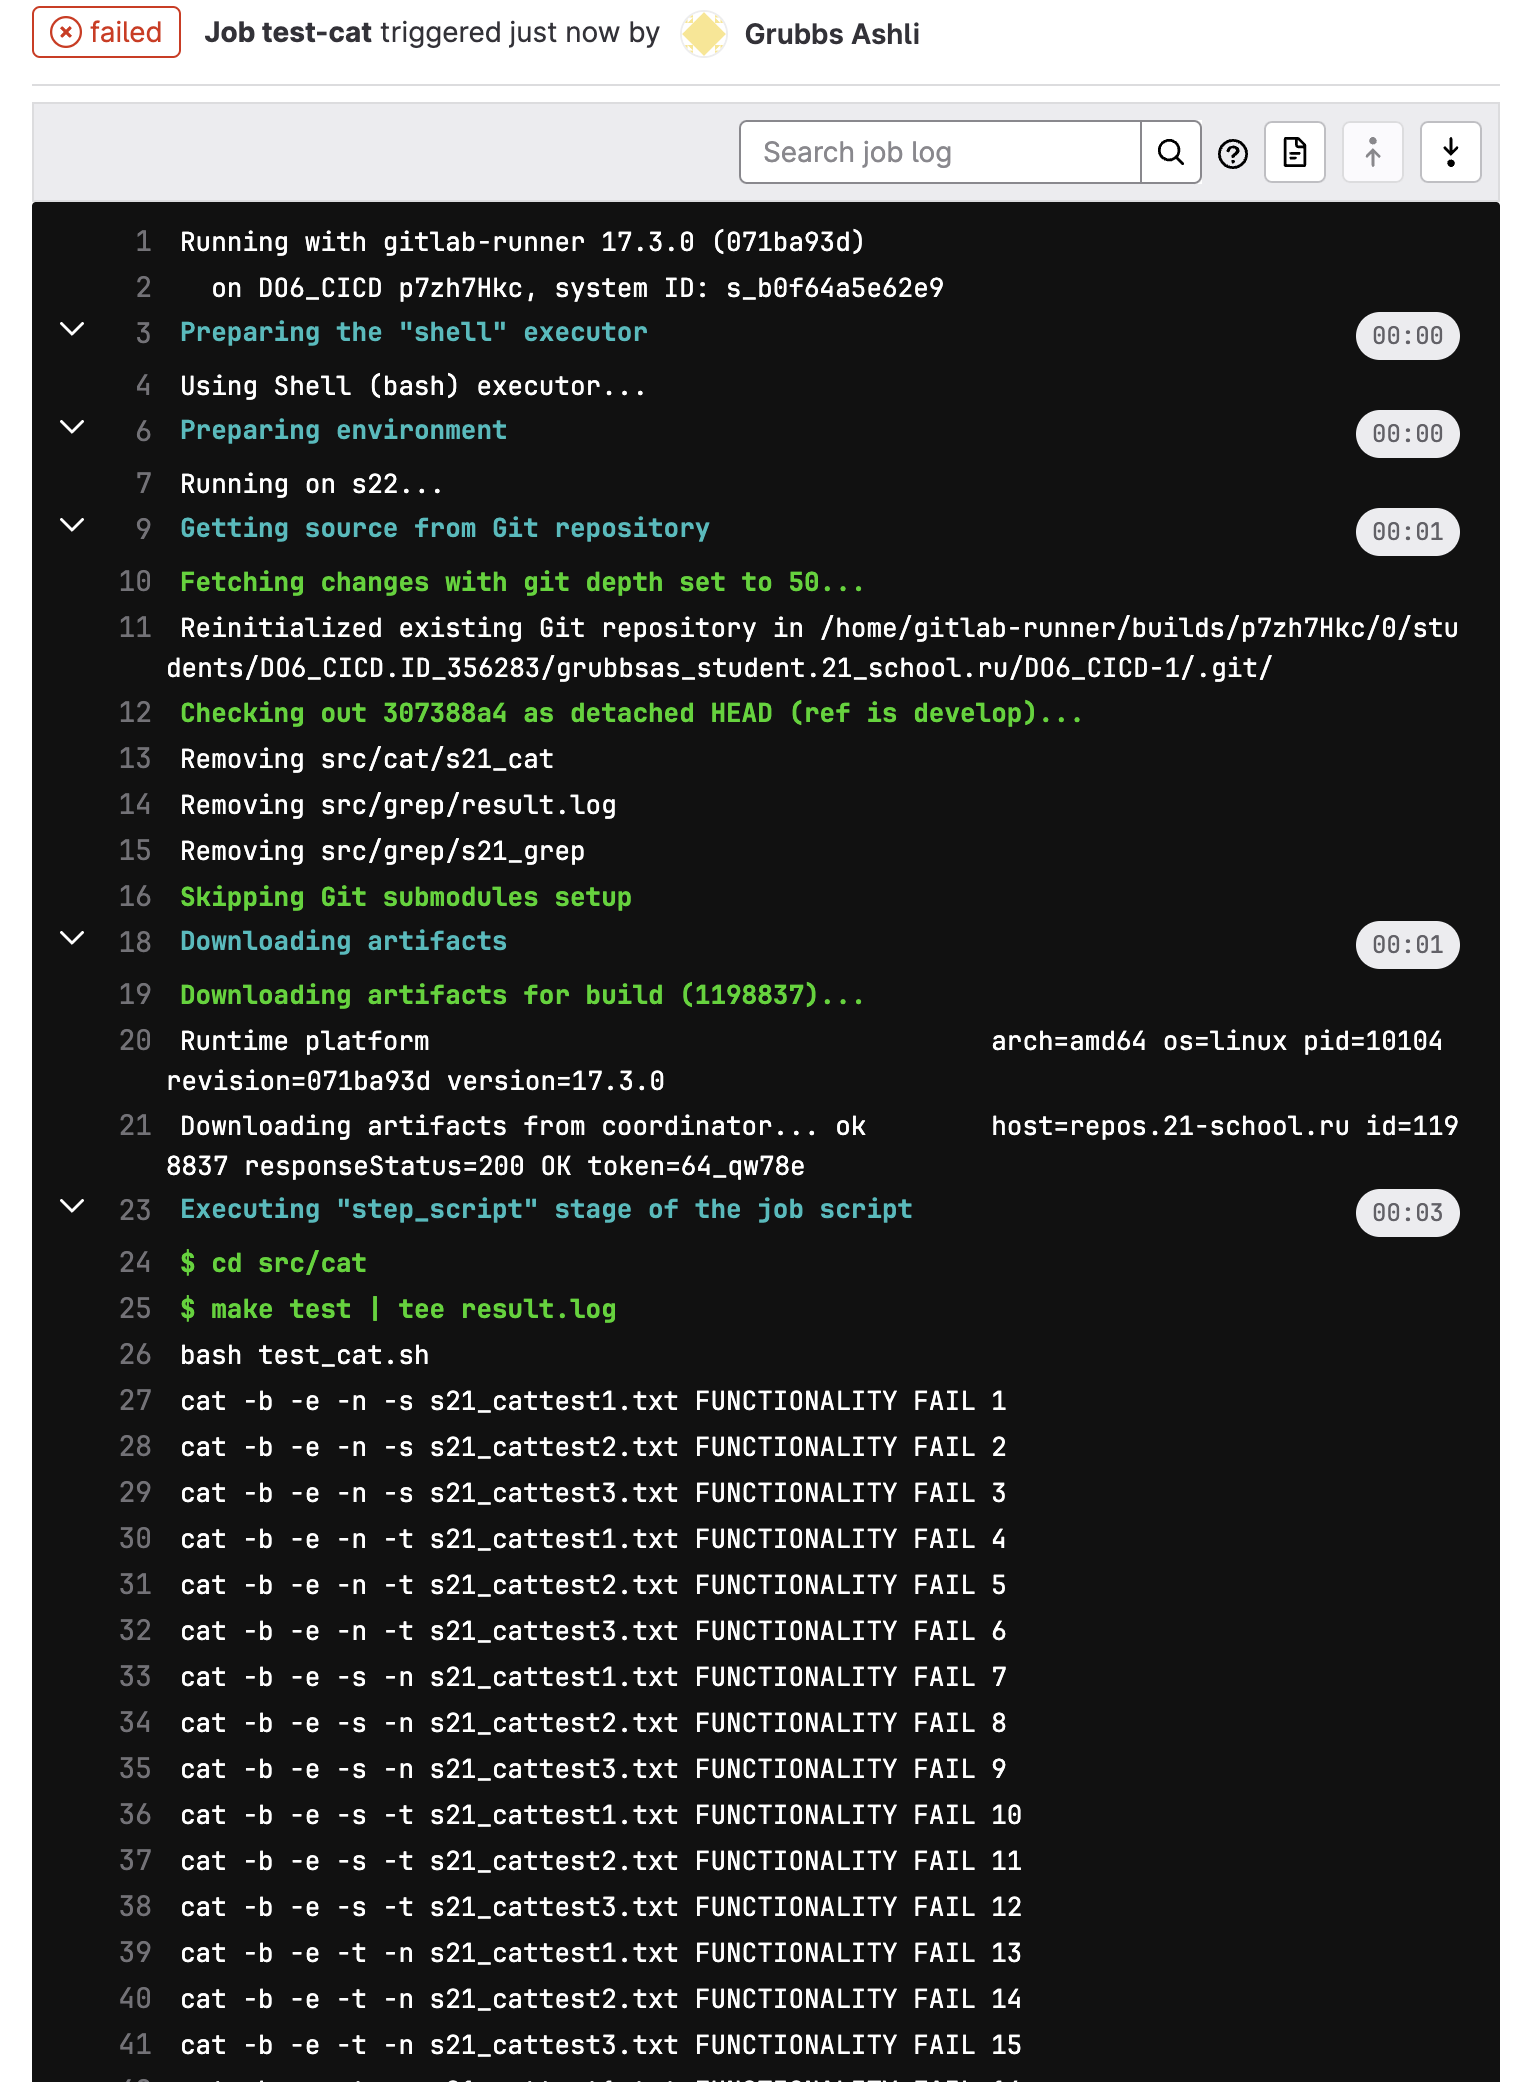 failed Job test-cat triggered just now by Grubbs Ashli
Search job log
1 Running with gitlab-runner 17.3.0 (071ba93d)
2 on DO6_CICD p7zh7Hkc, system ID: s_b0f64a5e62e9
3 Preparing the "shell" executor 00:00
4 Using Shell (bash) executor...
6 Preparing environment 00:00
7 Running on s22...
9 Getting source from Git repository 00:01
10 Fetching changes with git depth set to 50...
11 Reinitialized existing Git repository in /home/gitlab-runner/builds/p7zh7Hkc/0/stu
dents/DO6_CICD.ID_356283/grubbsas_student.21_school.ru/DO6_CICD-1/.git/
12 Checking out 307388a4 as detached HEAD (ref is develop)...
13 Removing src/cat/s21_cat
14 Removing src/grep/result.log
15 Removing src/grep/s21_grep
16 Skipping Git submodules setup
18 Downloading artifacts 00:01
19 Downloading artifacts for build (1198837)...
20 Runtime platform arch=amd64 os=linux pid=10104
revision=071ba93d version=17.3.0
21 Downloading artifacts from coordinator... ok host=repos.21-school.ru id=119
8837 responseStatus=200 OK token=64_qw78e
23 Executing "step_script" stage of the job script 00:03
24 $ cd src/cat
25 $ make test | tee result.log
26 bash test_cat.sh
27 cat -b -e -n -s s21_cattest1.txt FUNCTIONALITY FAIL 1
28 cat -b -e -n -s s21_cattest2.txt FUNCTIONALITY FAIL 2
29 cat -b -e -n -s s21_cattest3.txt FUNCTIONALITY FAIL 3
30 cat -b -e -n -t s21_cattest1.txt FUNCTIONALITY FAIL 4
31 cat -b -e -n -t s21_cattest2.txt FUNCTIONALITY FAIL 5
32 cat -b -e -n -t s21_cattest3.txt FUNCTIONALITY FAIL 6
33 cat -b -e -s -n s21_cattest1.txt FUNCTIONALITY FAIL 7
34 cat -b -e -s -n s21_cattest2.txt FUNCTIONALITY FAIL 8
35 cat -b -e -s -n s21_cattest3.txt FUNCTIONALITY FAIL 9
36 cat -b -e -s -t s21_cattest1.txt FUNCTIONALITY FAIL 10
37 cat -b -e -s -t s21_cattest2.txt FUNCTIONALITY FAIL 11
38 cat -b -e -s -t s21_cattest3.txt FUNCTIONALITY FAIL 12
39 cat -b -e -t -n s21_cattest1.txt FUNCTIONALITY FAIL 13
40 cat -b -e -t -n s21_cattest2.txt FUNCTIONALITY FAIL 14
41 cat -b -e -t -n s21_cattest3.txt FUNCTIONALITY FAIL 15